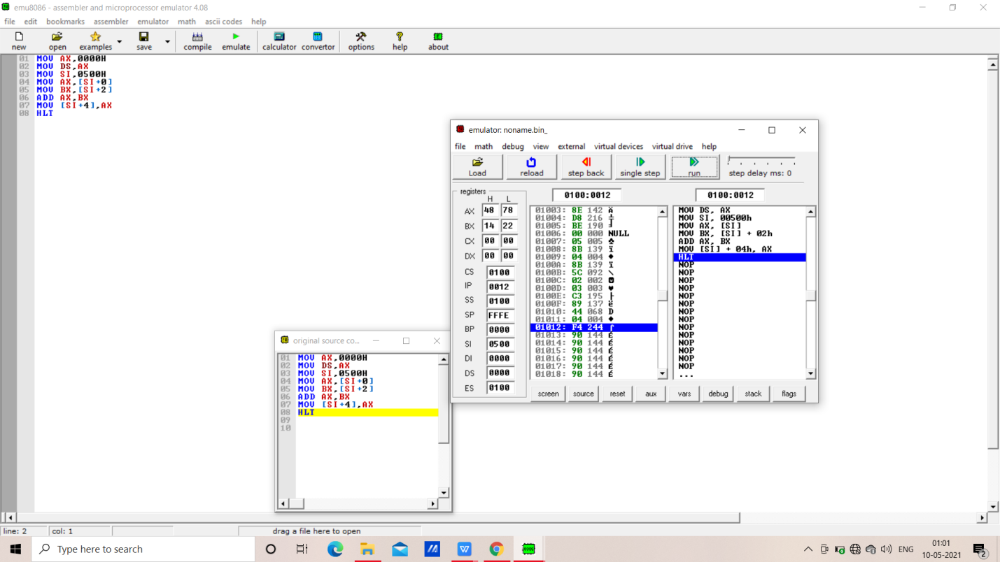 emu8086 - assembler and microprocessor emulator 4.08
file edit bookmarks assembler emulator math ascii codes help
new open examples save compile emulate calculator convertor options help about
01 MOV AX,0000H
02 MOV DS,AX
03 MOV SI,0500H
04 MOV AX,[SI+0]
05 MOV BX,[SI+2]
06 ADD AX,BX
07 MOV [SI+4],AX
08 HLT
emulator: noname.bin_
file math debug view external virtual devices virtual drive help
Load reload step back single step run step delay ms: 0
registers
H L
AX 48 78
BX 14 22
CX 00 00
DX 00 00
CS 0100
IP 0012
SS 0100
SP FFFE
BP 0000
SI 0500
DI 0000
DS 0000
ES 0100
0100:0012
01003: 8E 142 Ä
01004: D8 216 ╪
01005: BE 190 ╛
01006: 00 000 NULL
01007: 05 005 ♣
01008: 8B 139 ï
01009: 04 004 ♦
0100A: 8B 139 ï
0100B: 5C 092 \
0100C: 02 002 ☻
0100D: 03 003 ♥
0100E: C3 195 ├
0100F: 89 137 ë
01010: 44 068 D
01011: 04 004 ♦
01012: F4 244 ⌠
01013: 90 144 É
01014: 90 144 É
01015: 90 144 É
01016: 90 144 É
01017: 90 144 É
01018: 90 144 É
0100:0012
MOV DS, AX
MOV SI, 00500h
MOV AX, [SI]
MOV BX, [SI] + 02h
ADD AX, BX
MOV [SI] + 04h, AX
HLT
NOP
NOP
NOP
NOP
NOP
NOP
NOP
NOP
NOP
NOP
NOP
NOP
NOP
NOP
...
screen source reset aux vars debug stack flags
original source co...
01 MOV AX,0000H
02 MOV DS,AX
03 MOV SI,0500H
04 MOV AX,[SI+0]
05 MOV BX,[SI+2]
06 ADD AX,BX
07 MOV [SI+4],AX
08 HLT
09
10
line: 2 col: 1 drag a file here to open
Type here to search
W
ENG
01:01
10-05-2021
2